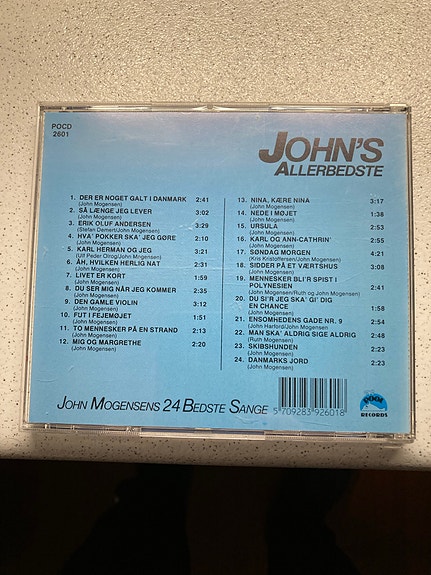 POCD
2601
JOHN'S
ALLERBEDSTE
1. DER ER NOGET GALT I DANMARK 2:41
(John Mogensen)
2. SÅ LÆNGE JEG LEVER 3:02
(John Mogensen)
3. ERIK OLUF ANDERSEN 3:29
(Stefan Demert/John Mogensen)
4. HVA' POKKER SKA' JEG GØRE 2:10
(John Mogensen)
5. KARL HERMAN OG JEG 3:21
(Ulf Peder Olrog/John Mogensen)
6. ÅH, HVILKEN HERLIG NAT 2:31
(John Mogensen)
7. LIVET ER KORT 1:59
(John Mogensen)
8. DU SER MIG NÅR JEG KOMMER 2:35
(John Mogensen)
9. DEN GAMLE VIOLIN 3:12
(John Mogensen)
10. FUT I FEJEMØJET 1:51
(John Mogensen)
11. TO MENNESKER PÅ EN STRAND 2:13
(John Mogensen)
12. MIG OG MARGRETHE 2:20
(John Mogensen)
13. NINA, KÆRE NINA 3:17
(John Mogensen)
14. NEDE I MØJET 1:38
(John Mogensen)
15. URSULA 2:53
(John Mogensen)
16. KARL OG ANN-CATHRIN' 2:55
(John Mogensen)
17. SØNDAG MORGEN 4:21
(Kris Kristoffersen/John Mogensen)
18. SIDDER PÅ ET VÆRTSHUS 3:08
(John Mogensen)
19. MENNESKER BLI'R SPIST I
POLYNESIEN 2:41
(John Mogensen/Ruth og John Mogensen)
20. DU SI'R JEG SKA' GI' DIG
EN CHANCE 1:58
(John Mogensen)
21. ENSOMHEDENS GADE NR. 9 2:54
(John Harford/John Mogensen)
22. MAN SKA' ALDRIG SIGE ALDRIG 2:48
(Ruth Mogensen)
23. SKIBSHUNDEN 2:23
(John Mogensen)
24. DANMARKS JORD 2:23
(John Mogensen)
JOHN MOGENSENS 24 BEDSTE SANGE
5 709283 926018
RECORDS